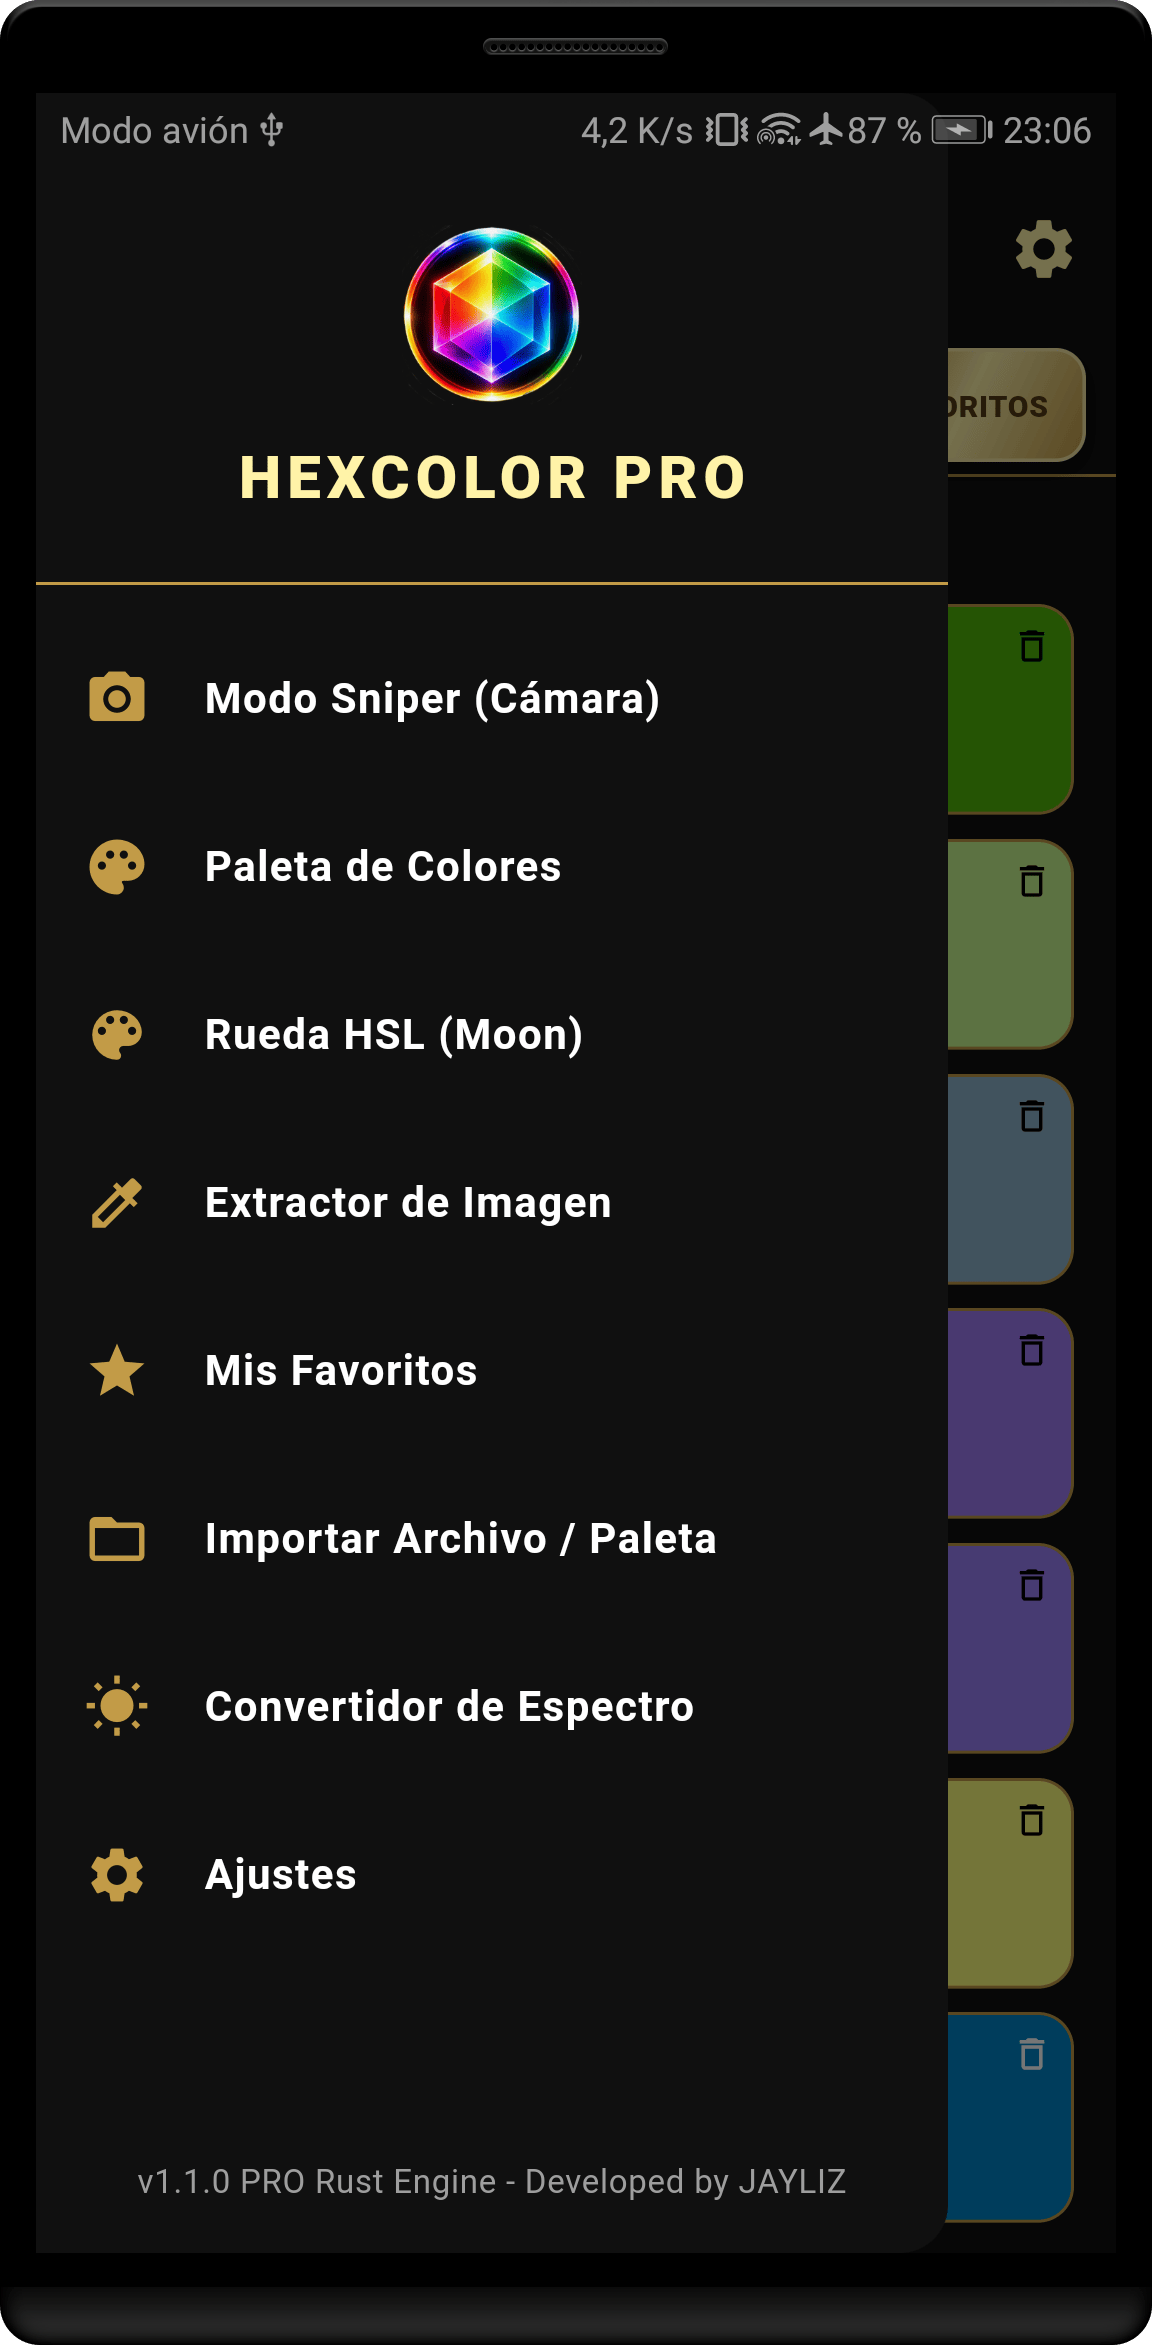 Modo avión 4,2 K/s 87 % 23:06
HEXCOLOR PRO
ORITOS
Modo Sniper (Cámara)
Paleta de Colores
Rueda HSL (Moon)
Extractor de Imagen
Mis Favoritos
Importar Archivo / Paleta
Convertidor de Espectro
Ajustes
v1.1.0 PRO Rust Engine - Developed by JAYLIZ